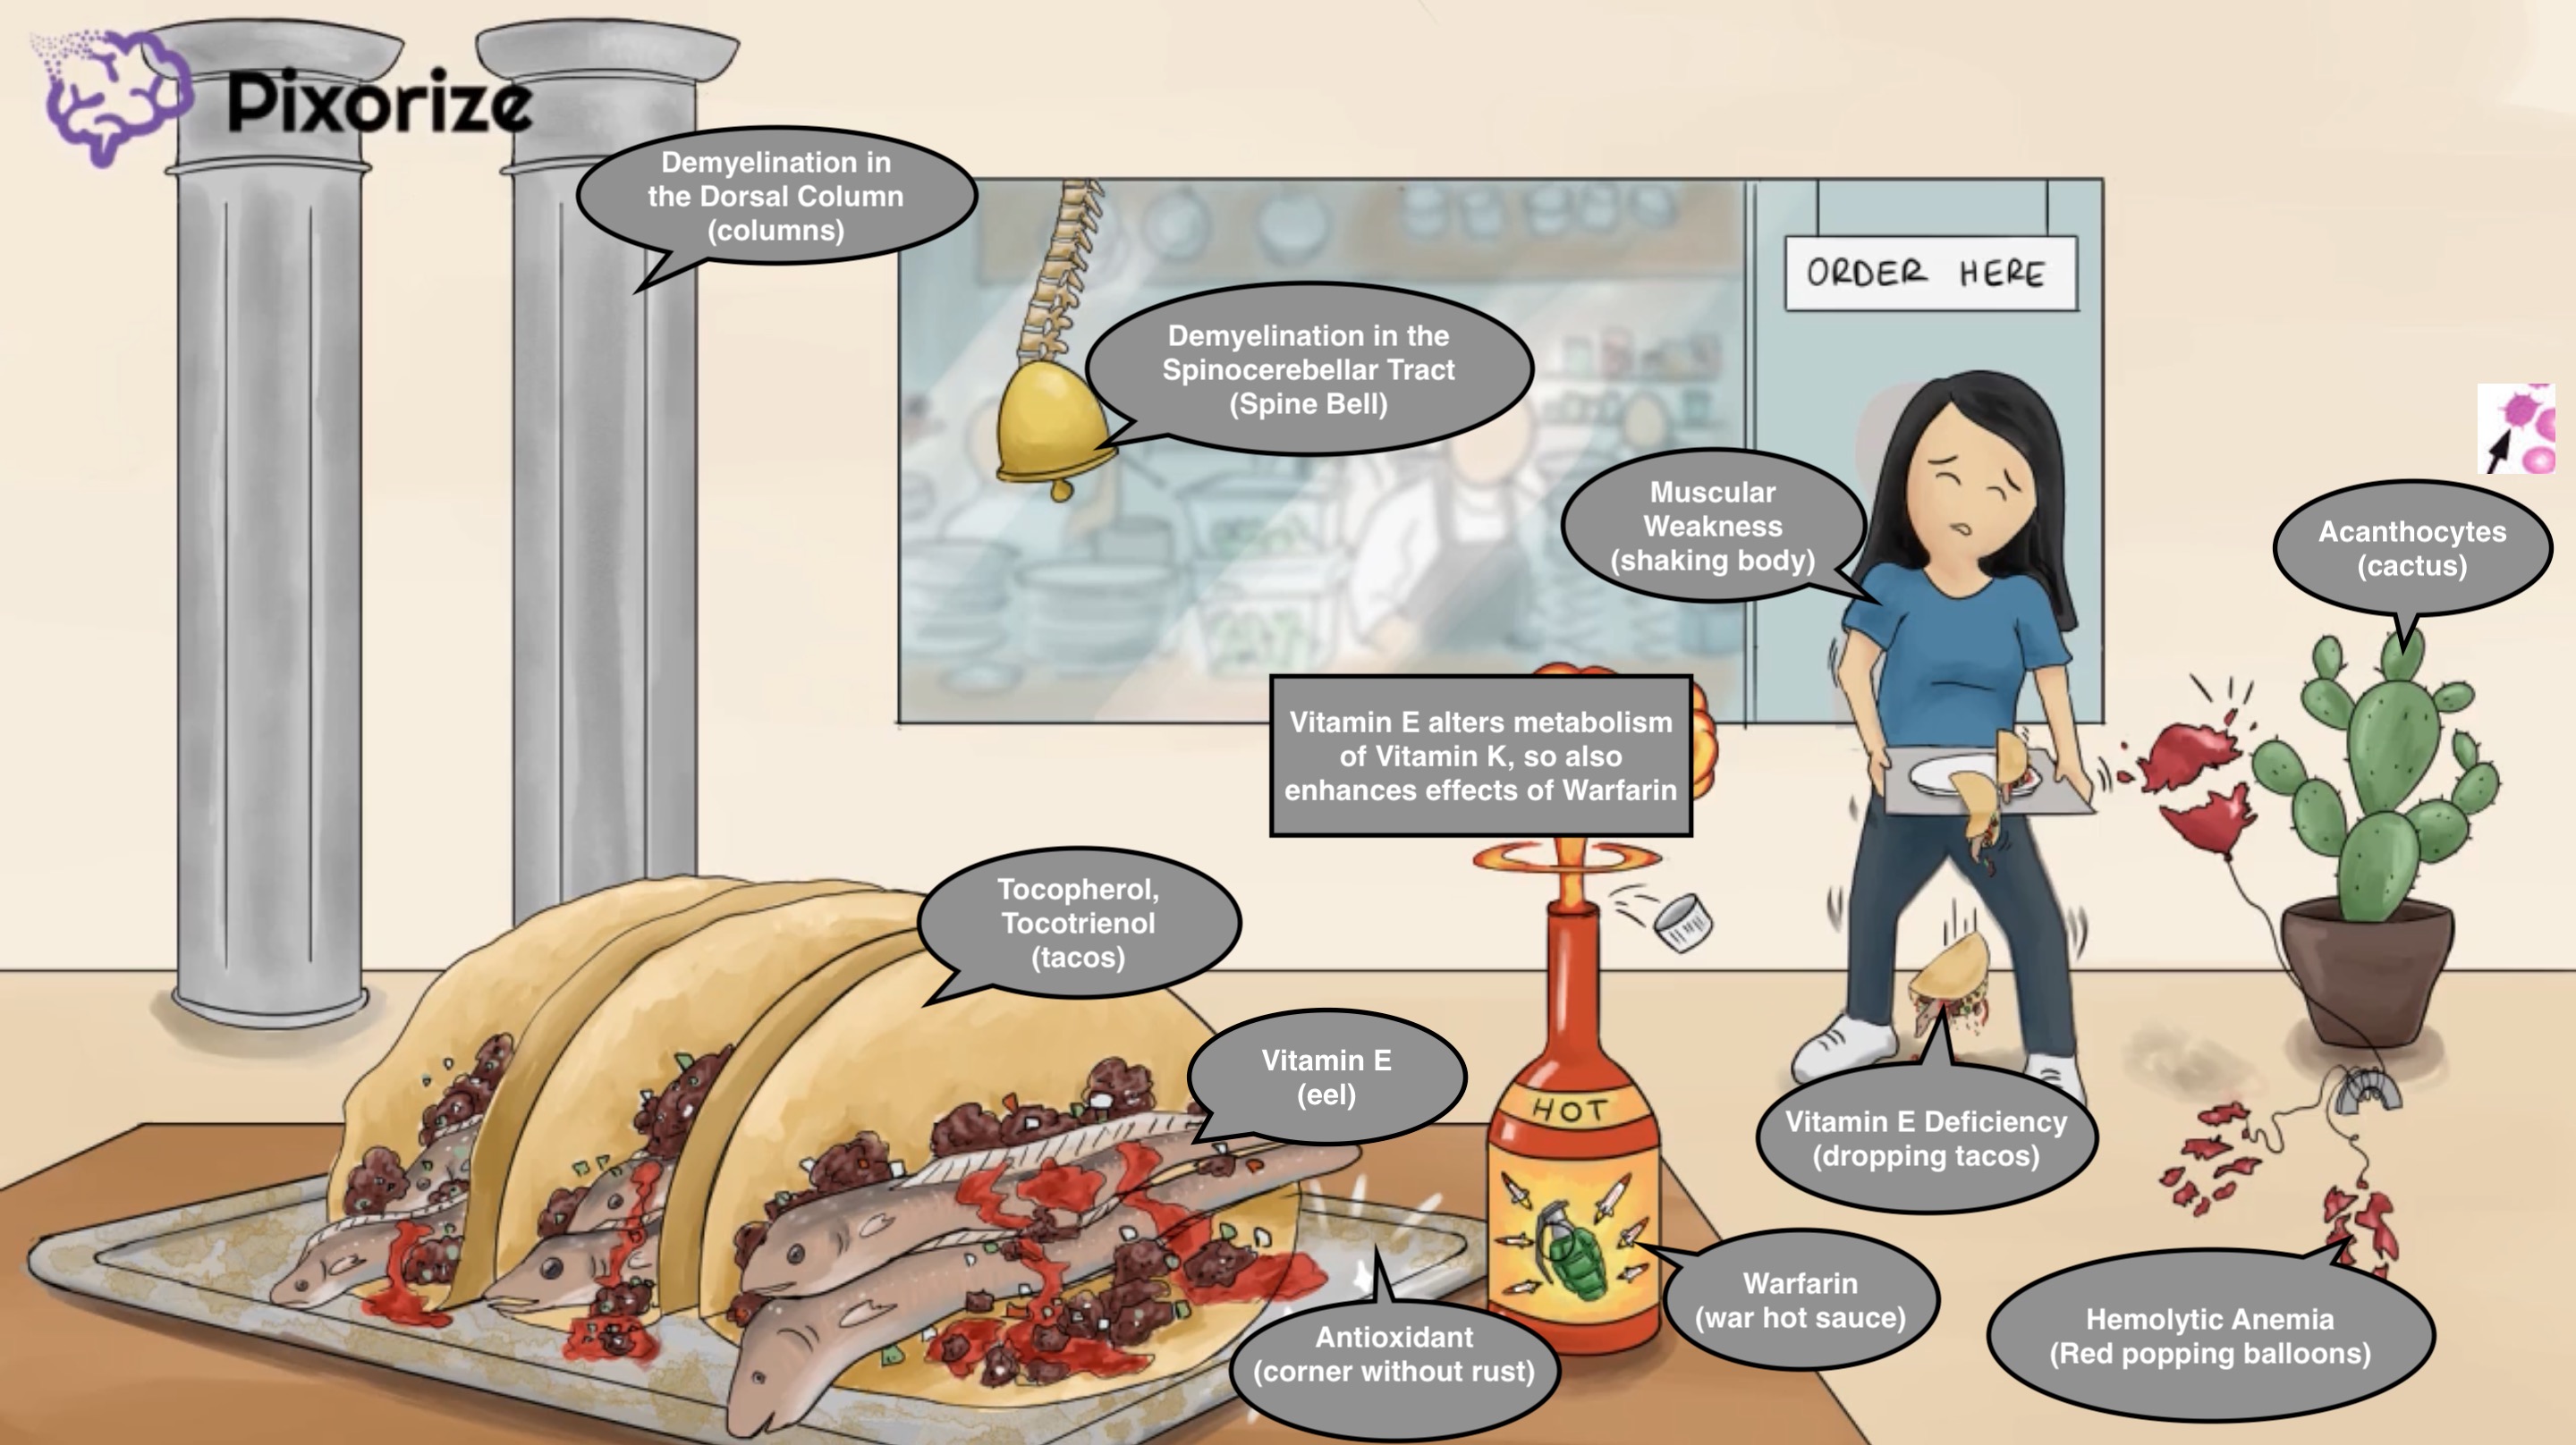 Pixorize
Demyelination in
the Dorsal Column
(columns)
Demyelination in the
Spinocerebellar Tract
(Spine Bell)
ORDER HERE
Muscular
Weakness
(shaking body)
Acanthocytes
(cactus)
Vitamin E alters metabolism
of Vitamin K, so also
enhances effects of Warfarin
Tocopherol,
Tocotrienol
(tacos)
Vitamin E
(eel)
HOT
Vitamin E Deficiency
(dropping tacos)
Warfarin
(war hot sauce)
Antioxidant
(corner without rust)
Hemolytic Anemia
(Red popping balloons)